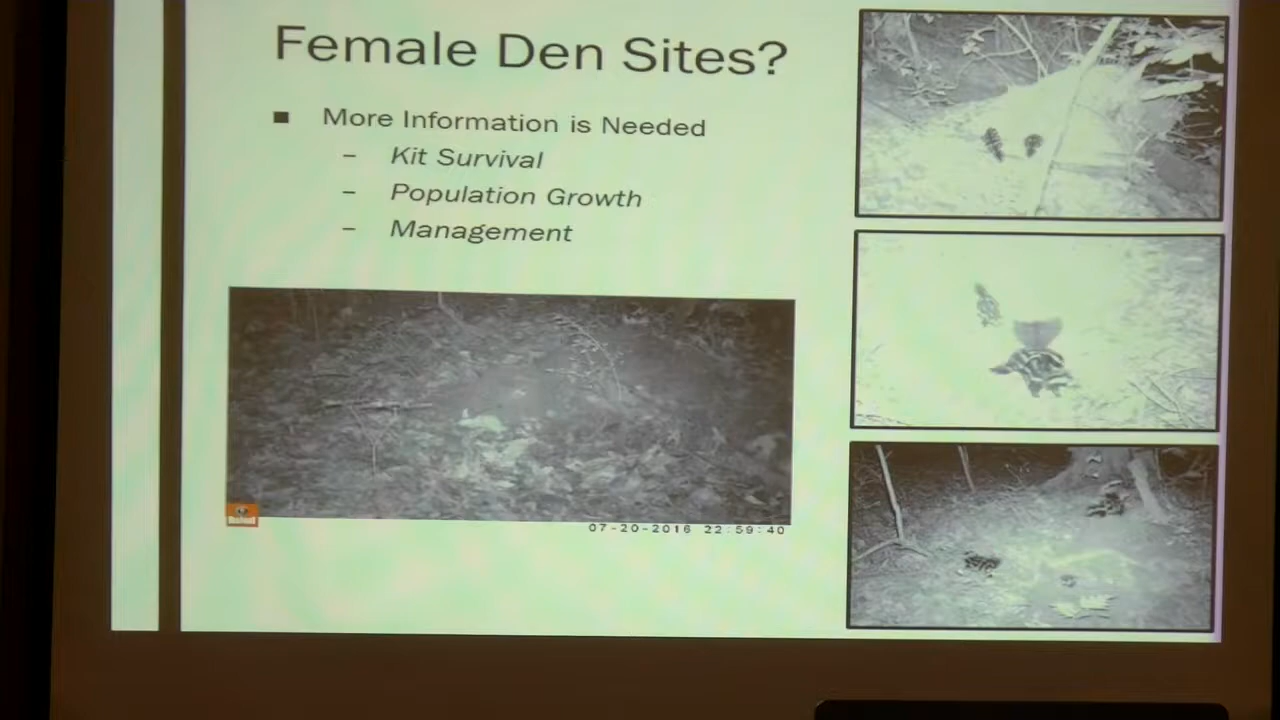 Female Den Sites?
■ More Information is Needed
– Kit Survival
– Population Growth
– Management
07-20-2016 22:59:40